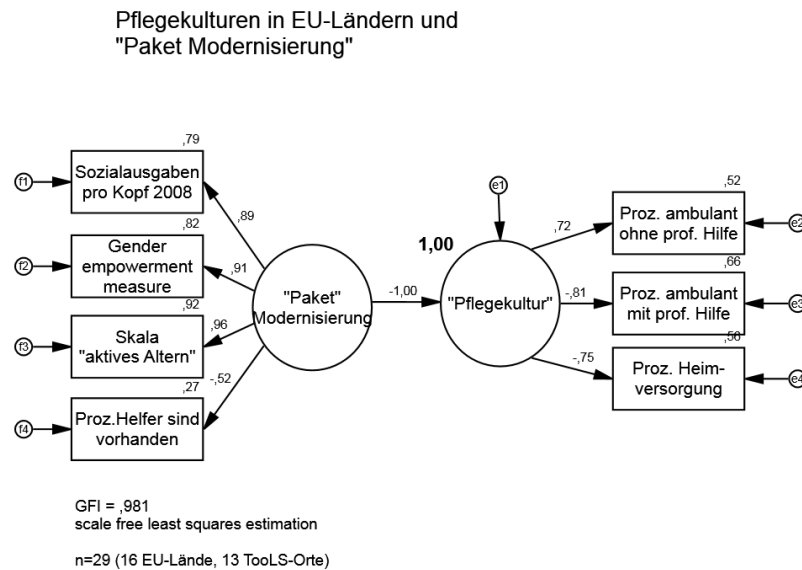 Pflegekulturen in EU-Ländern und
"Paket Modernisierung"
,79
f1
Sozialausgaben
pro Kopf 2008
,89
,82
f2
Gender
empowerment
measure
,91
,92
f3
Skala
"aktives Altern"
,96
,27
f4
Proz.Helfer sind
vorhanden
-,52
"Paket"
Modernisierung
-1,00
e1
1,00
"Pflegekultur"
,72
,52
Proz. ambulant
ohne prof. Hilfe
e2
-,81
,66
Proz. ambulant
mit prof. Hilfe
e3
-,75
,56
Proz. Heim-
versorgung
e4
GFI = ,981
scale free least squares estimation
n=29 (16 EU-Lände, 13 TooLS-Orte)